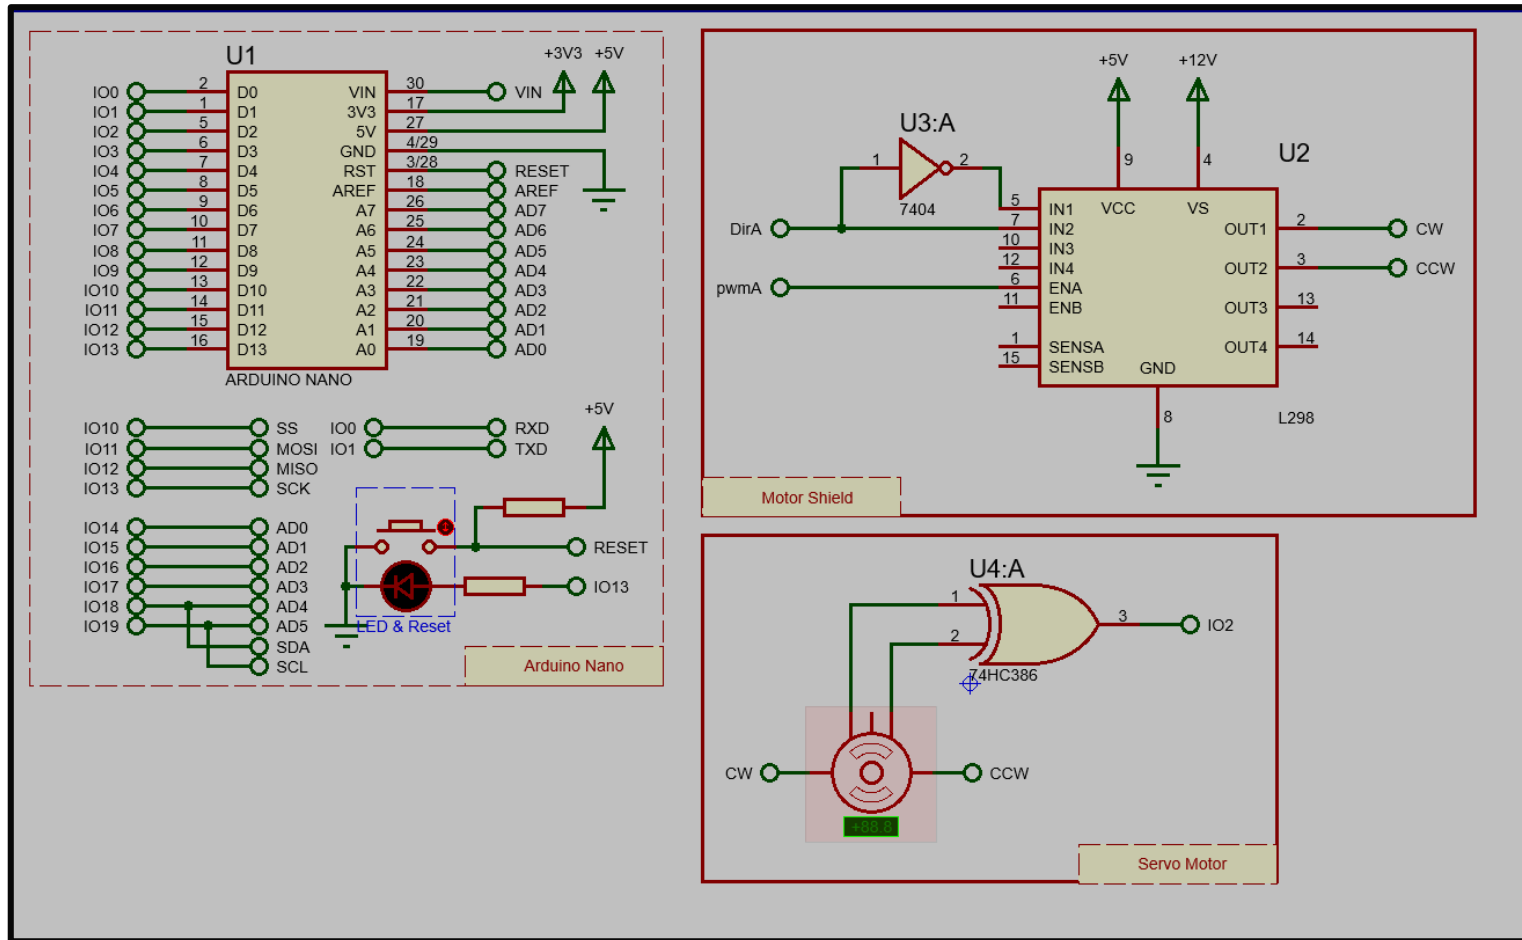 U1
+3V3 +5V
IO0 2 D0 VIN 30 VIN
IO1 1 D1 3V3 17
IO2 5 D2 5V 27
IO3 6 D3 GND 4/29
IO4 7 D4 RST 3/28 RESET
IO5 8 D5 AREF 18 AREF
IO6 9 D6 A7 26 AD7
IO7 10 D7 A6 25 AD6
IO8 11 D8 A5 24 AD5
IO9 12 D9 A4 23 AD4
IO10 13 D10 A3 22 AD3
IO11 14 D11 A2 21 AD2
IO12 15 D12 A1 20 AD1
IO13 16 D13 A0 19 AD0
ARDUINO NANO
+5V
IO10 SS IO0 RXD
IO11 MOSI IO1 TXD
IO12 MISO
IO13 SCK
IO14 AD0
IO15 AD1 RESET
IO16 AD2
IO17 AD3 IO13
IO18 AD4
IO19 AD5 LED & Reset
SDA
SCL
Arduino Nano
+5V +12V
U3:A
1 2
7404
U2
9 4
VCC VS
5 IN1
DirA 7 IN2 OUT1 2 CW
10 IN3
12 IN4 OUT2 3 CCW
pwmA 6 ENA
11 ENB OUT3 13
1 SENSA OUT4 14
15 SENSB
GND
8
L298
Motor Shield
U4:A
1
2
3 IO2
74HC386
CW CCW
+88.8
Servo Motor